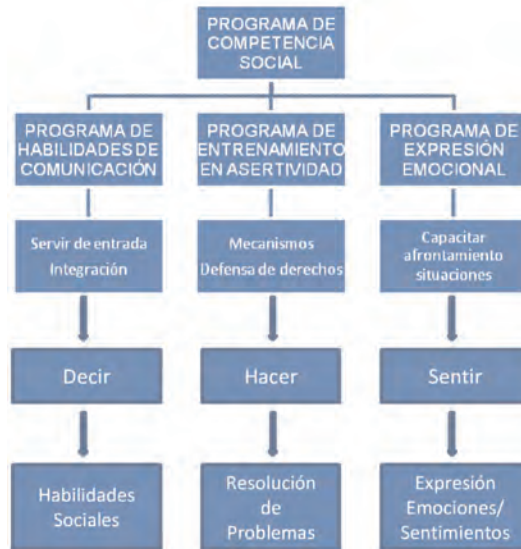 PROGRAMA DE
COMPETENCIA
SOCIAL
PROGRAMA DE
HABILIDADES DE
COMUNICACIÓN
PROGRAMA DE
ENTRENAMIENTO
EN ASERTIVIDAD
PROGRAMA DE
EXPRESIÓN
EMOCIONAL
Servir de entrada
Integración
Mecanismos
Defensa de derechos
Capacitar
afrontamiento
situaciones
Decir
Hacer
Sentir
Habilidades
Sociales
Resolución
de
Problemas
Expresión
Emociones/
Sentimientos